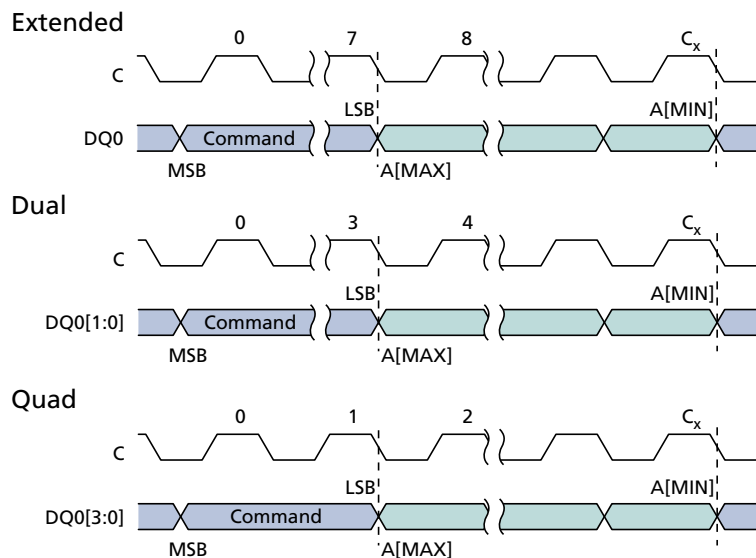 Extended
0 7 8 Cx
C
LSB A[MIN]
DQ0 Command
MSB A[MAX]
Dual
0 3 4 Cx
C
LSB A[MIN]
DQ0[1:0] Command
MSB A[MAX]
Quad
0 1 2 Cx
C
LSB A[MIN]
DQ0[3:0] Command
MSB A[MAX]